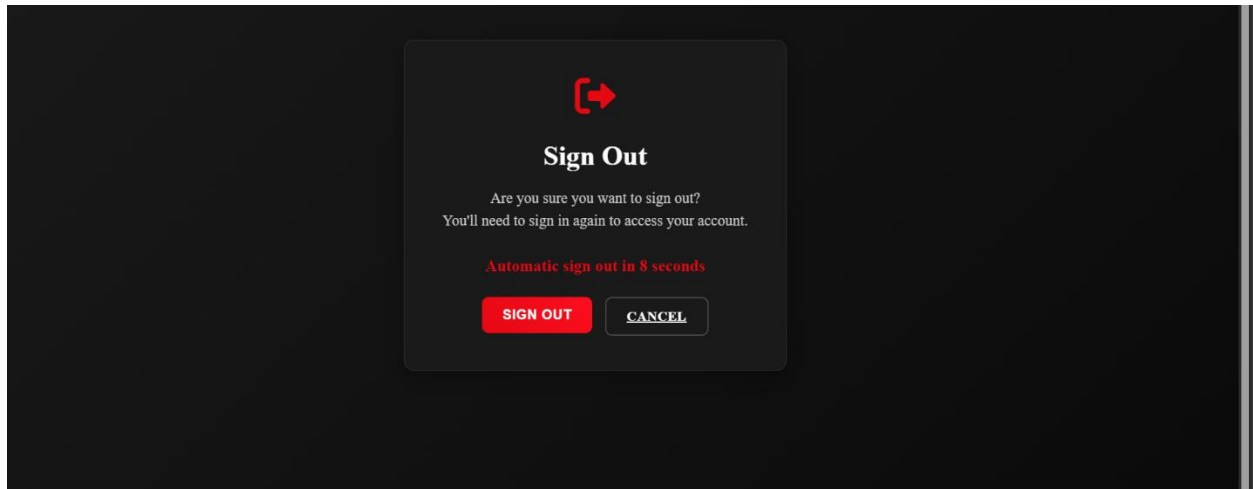 Sign Out
Are you sure you want to sign out?
You'll need to sign in again to access your account.
Automatic sign out in 8 seconds
SIGN OUT
CANCEL